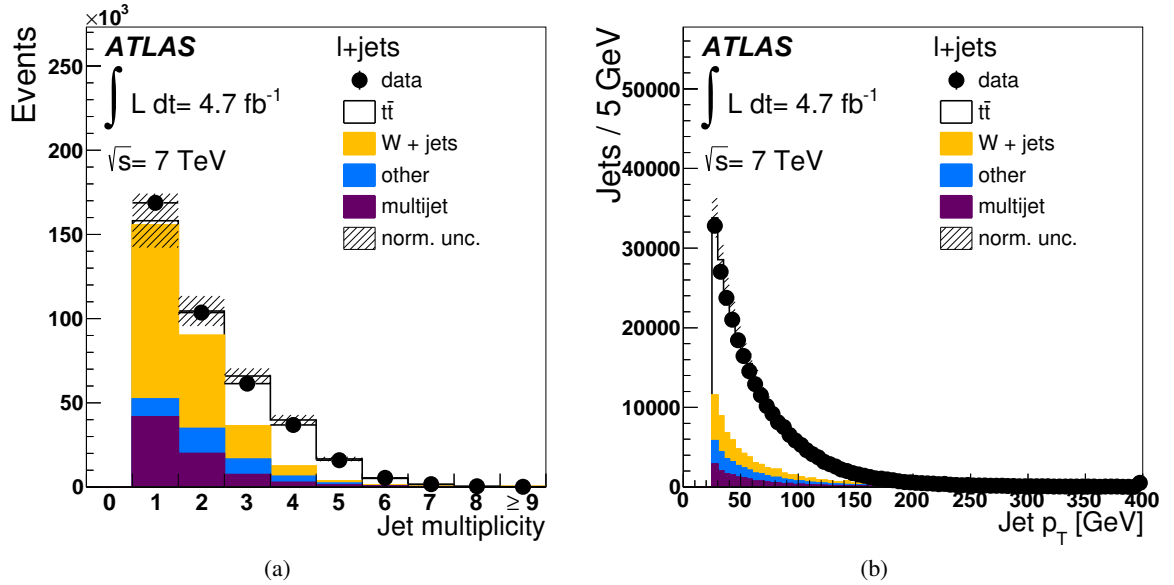 ×10³
Events
ATLAS
∫ L dt= 4.7 fb⁻¹
√s= 7 TeV
l+jets
data
tt̄
W + jets
other
multijet
norm. unc.
250
200
150
100
50
0
0 1 2 3 4 5 6 7 8 ≥ 9
Jet multiplicity
(a)
Jets / 5 GeV
ATLAS
∫ L dt= 4.7 fb⁻¹
√s= 7 TeV
l+jets
data
tt̄
W + jets
other
multijet
norm. unc.
50000
40000
30000
20000
10000
0
0 50 100 150 200 250 300 350 400
Jet p_T [GeV]
(b)